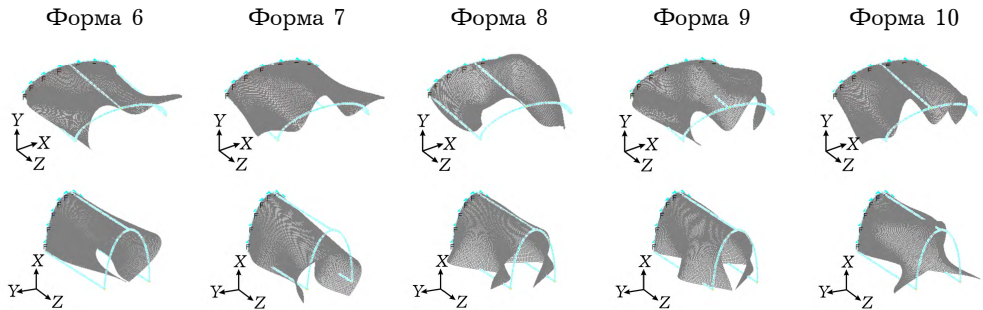 Форма 6 Форма 7 Форма 8 Форма 9 Форма 10
Y X Z Y X Z Y X Z Y X Z Y X Z
X Y Z X Y Z X Y Z X Y Z X Y Z